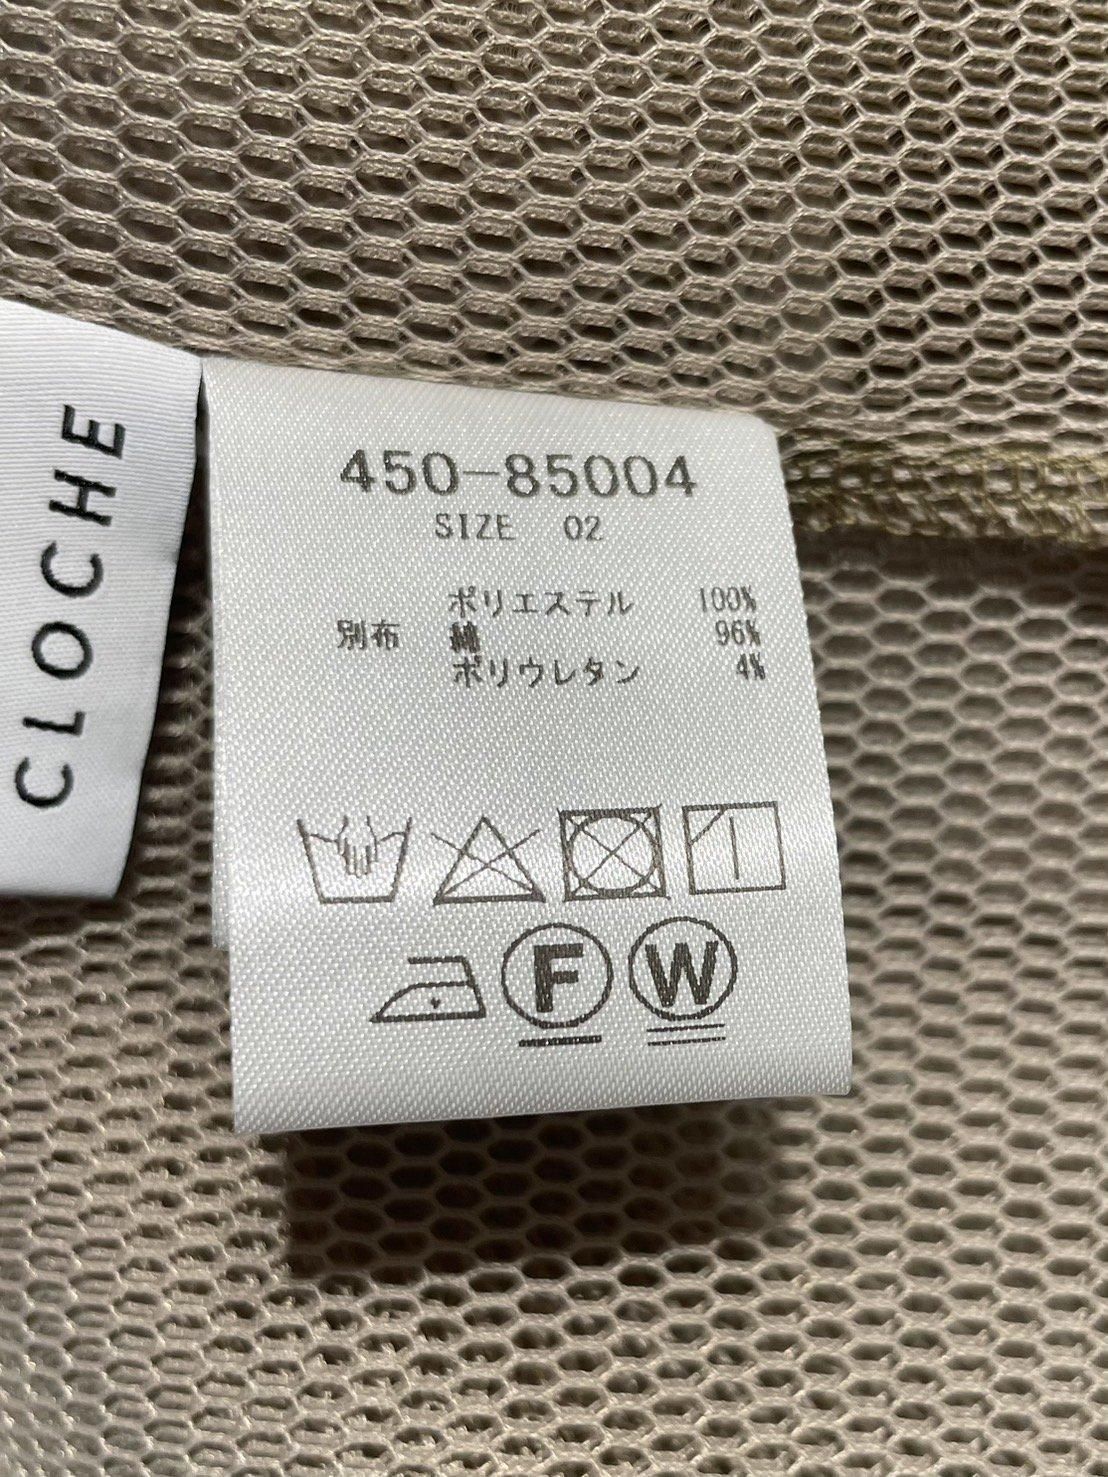 CLOCHE
450-85004
SIZE 02
ポリエステル 100%
別布 綿 96%
ポリウレタン 4%
F W